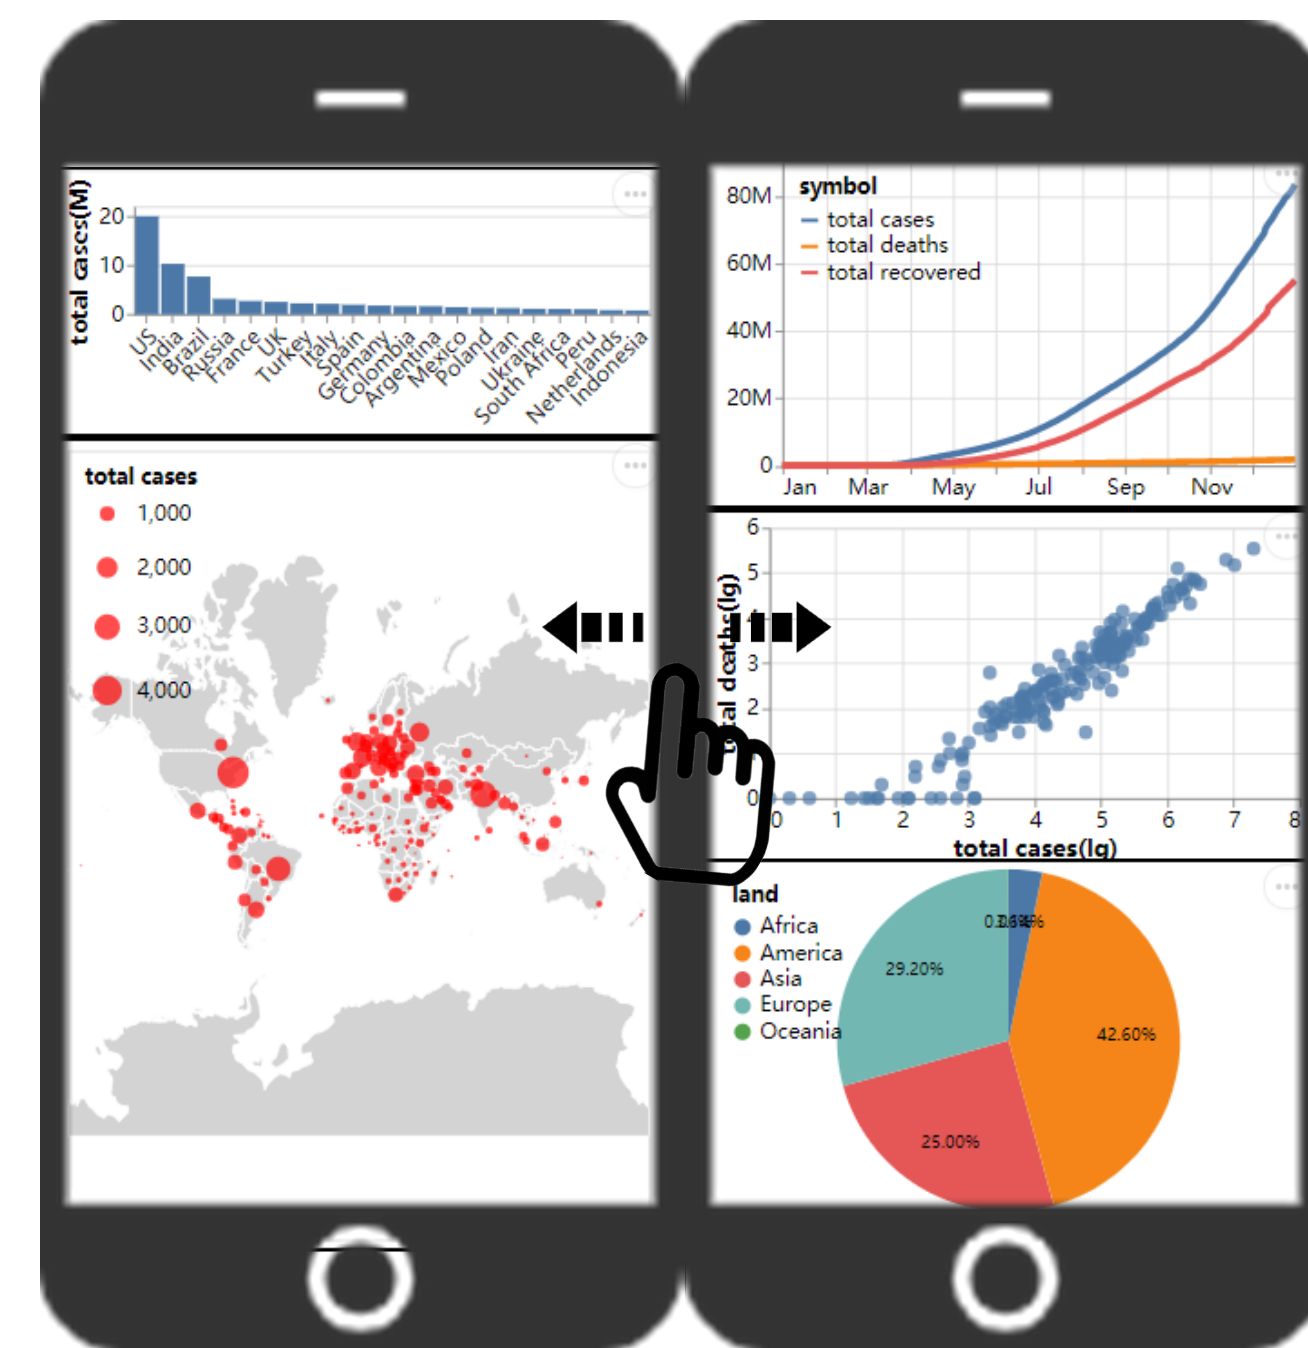 total cases(M)
20
10
0
US
India
Brazil
Russia
France
UK
Turkey
Italy
Spain
Germany
Colombia
Argentina
Mexico
Poland
Iran
Ukraine
South Africa
Peru
Netherlands
Indonesia
total cases
1,000
2,000
3,000
4,000
symbol
total cases
total deaths
total recovered
80M
60M
40M
20M
0
Jan Mar May Jul Sep Nov
total deaths(lg)
6
5
4
3
2
0
0 1 2 3 4 5 6 7 8
total cases(lg)
land
Africa
America
Asia
Europe
Oceania
29.20%
42.60%
25.00%